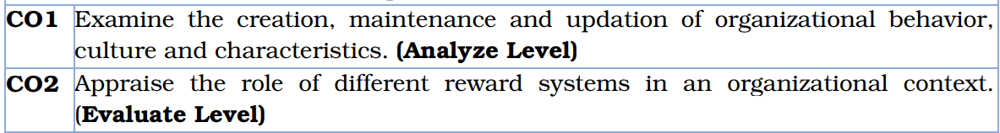 CO1 Examine the creation, maintenance and updation of organizational behavior,
culture and characteristics. (Analyze Level)
CO2 Appraise the role of different reward systems in an organizational context.
(Evaluate Level)